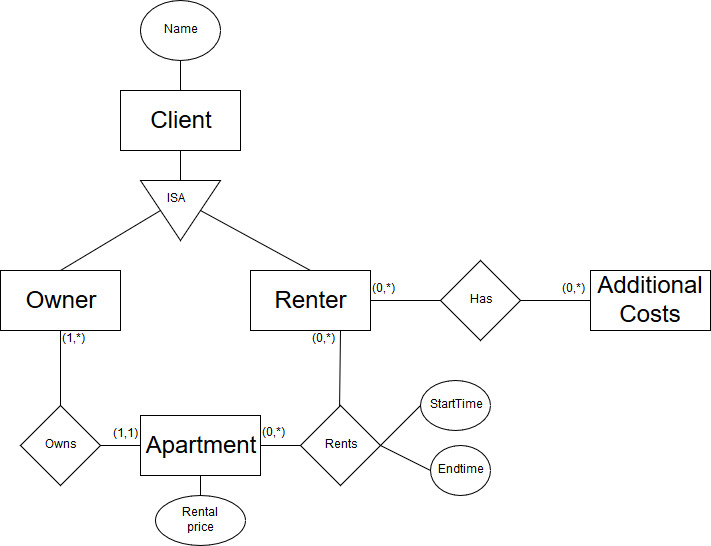 Name
Client
ISA
Owner
Renter
(0,*)
Has
(0,*)
Additional
Costs
(1,*)
(0,*)
StartTime
Owns
(1,1)
Apartment
(0,*)
Rents
Endtime
Rental
price